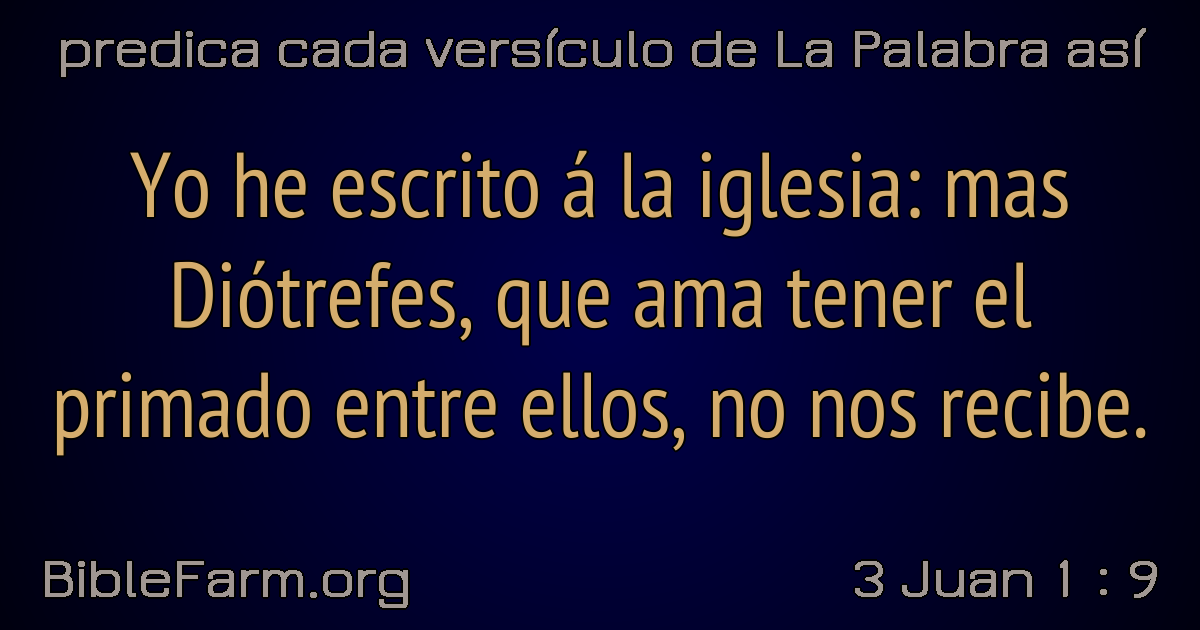 predica cada versículo de La Palabra así
Yo he escrito á la iglesia: mas
Diótrefes, que ama tener el
primado entre ellos, no nos recibe.
BibleFarm.org
3 Juan 1 : 9